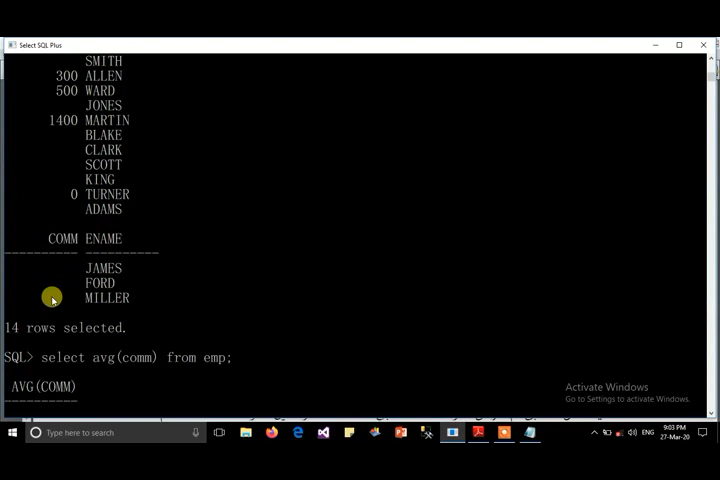 Select SQL Plus
SMITH
300 ALLEN
500 WARD
JONES
1400 MARTIN
BLAKE
CLARK
SCOTT
KING
0 TURNER
ADAMS
COMM ENAME
---------- ----------
JAMES
FORD
MILLER
14 rows selected.
SQL> select avg(comm) from emp;
AVG(COMM)
----------
Activate Windows
Go to Settings to activate Windows.
Type here to search
ENG
9:03 PM
27-Mar-20